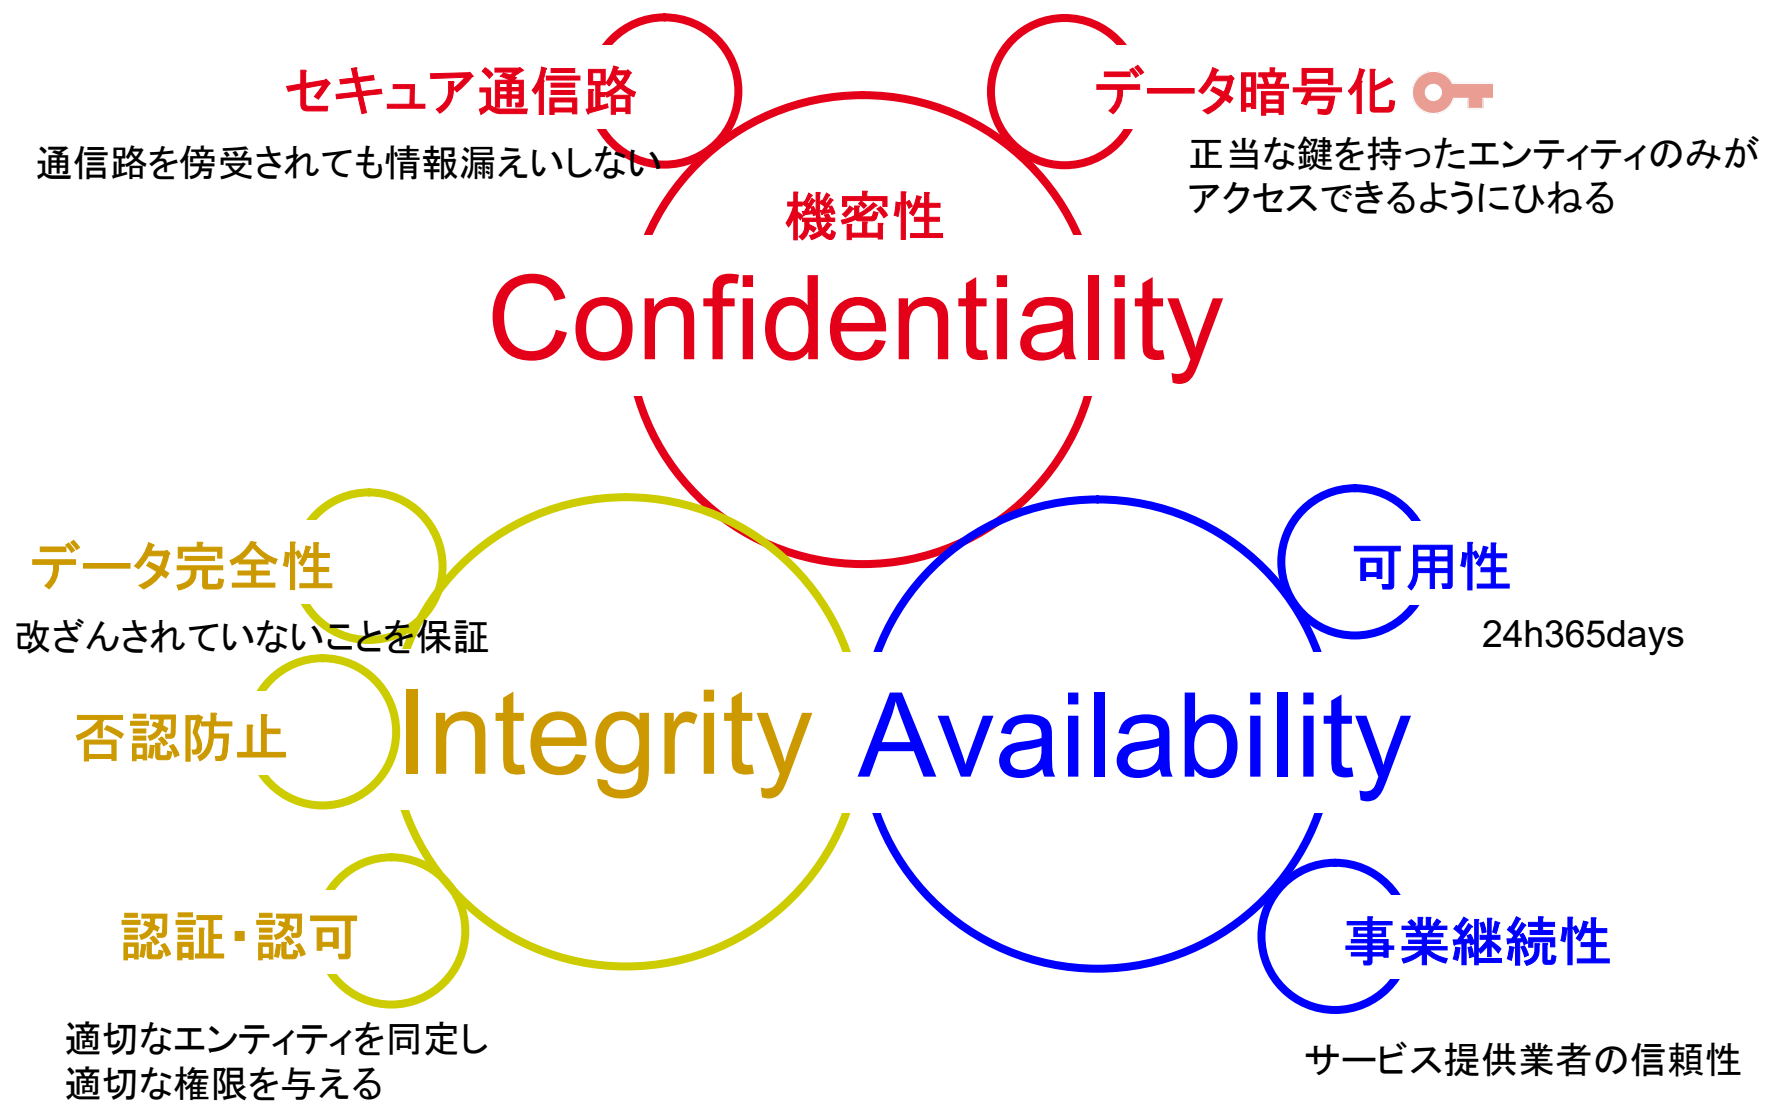 セキュア通信路
通信路を傍受されても情報漏えいしない
データ暗号化
正当な鍵を持ったエンティティのみが
アクセスできるようにひねる
機密性
Confidentiality
データ完全性
改ざんされていないことを保証
否認防止
Integrity
認証・認可
適切なエンティティを同定し
適切な権限を与える
可用性
24h365days
Availability
事業継続性
サービス提供業者の信頼性